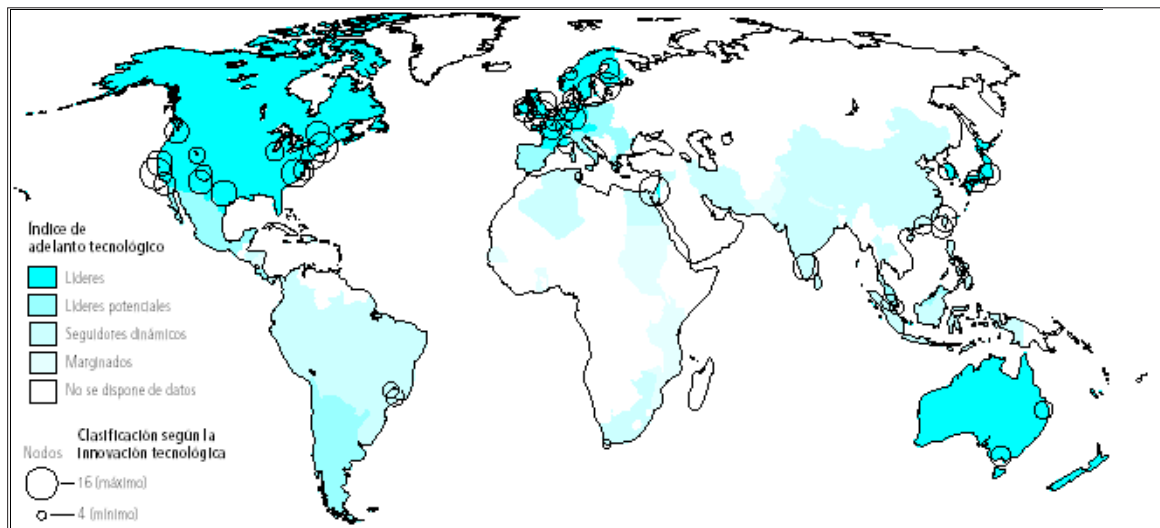 Índice de
adelanto tecnológico
Líderes
Líderes potenciales
Seguidores dinámicos
Marginados
No se dispone de datos
Clasificación según la
Nodos innovación tecnológica
16 (máximo)
4 (mínimo)